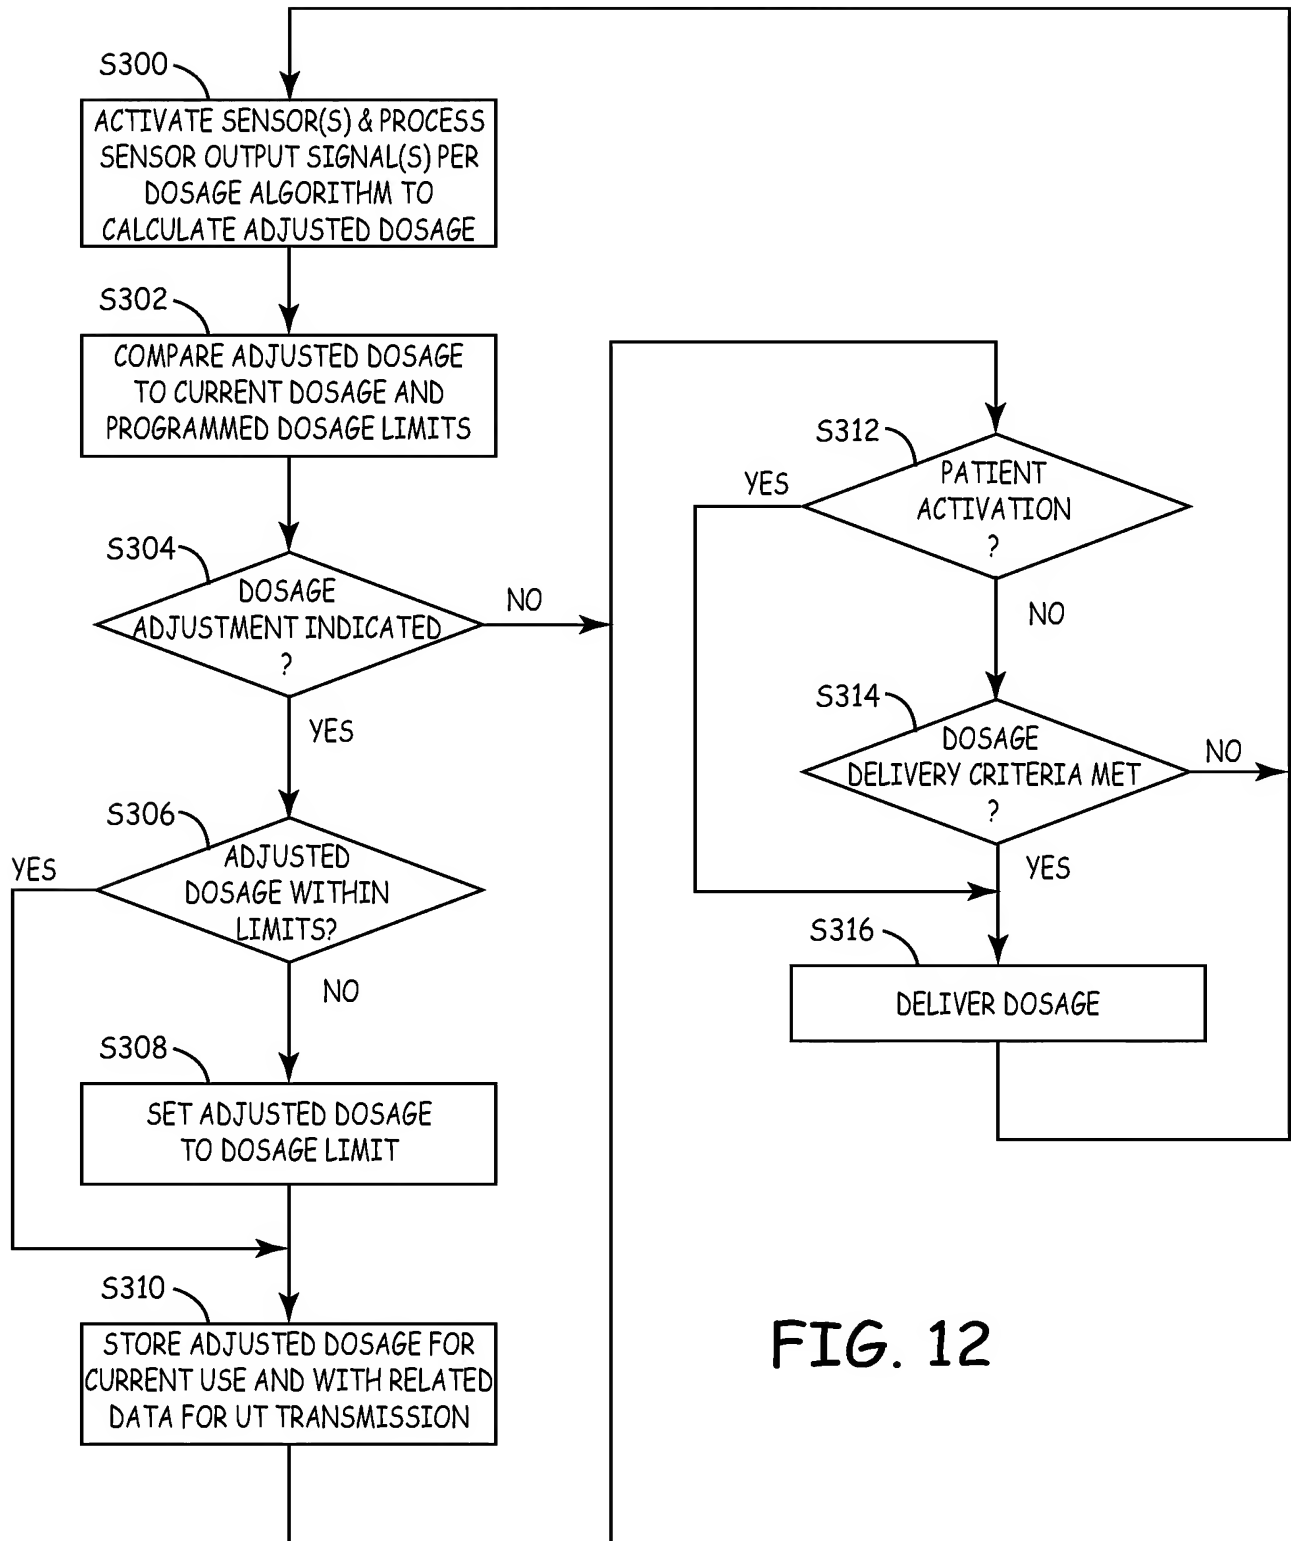 S300
ACTIVATE SENSOR(S) & PROCESS
SENSOR OUTPUT SIGNAL(S) PER
DOSAGE ALGORITHM TO
CALCULATE ADJUSTED DOSAGE
S302
COMPARE ADJUSTED DOSAGE
TO CURRENT DOSAGE AND
PROGRAMMED DOSAGE LIMITS
S304
DOSAGE
ADJUSTMENT INDICATED
?
NO
YES
S306
ADJUSTED
DOSAGE WITHIN
LIMITS?
YES
NO
S308
SET ADJUSTED DOSAGE
TO DOSAGE LIMIT
S310
STORE ADJUSTED DOSAGE FOR
CURRENT USE AND WITH RELATED
DATA FOR UT TRANSMISSION
S312
PATIENT
ACTIVATION
?
YES
NO
S314
DOSAGE
DELIVERY CRITERIA MET
?
NO
YES
S316
DELIVER DOSAGE
FIG. 12